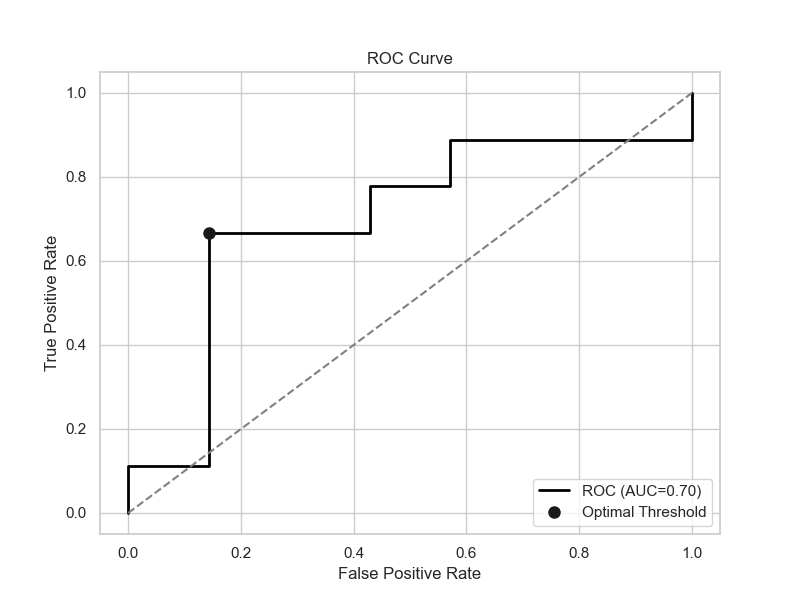 ROC Curve
1.0
0.8
0.6
0.4
0.2
0.0
True Positive Rate
0.0 0.2 0.4 0.6 0.8 1.0
False Positive Rate
ROC (AUC=0.70)
Optimal Threshold